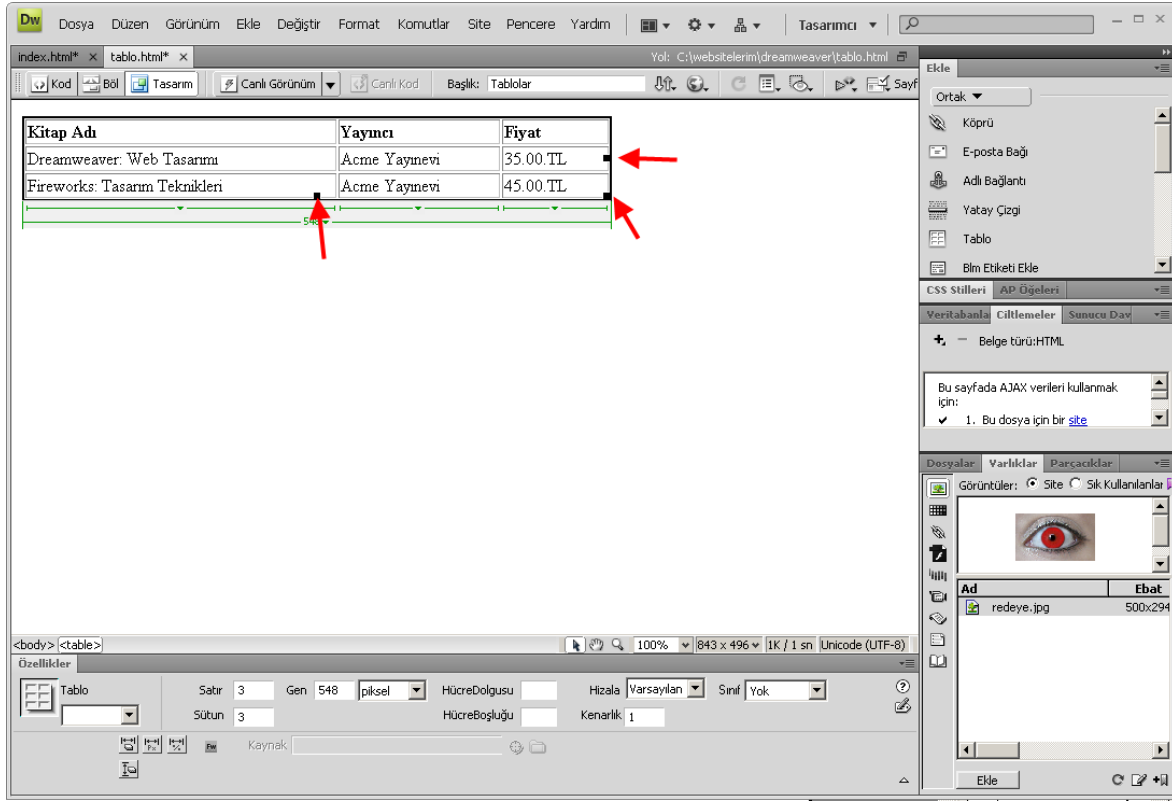 Dw Dosya Düzen Görünüm Ekle Değiştir Format Komutlar Site Pencere Yardım Tasarımcı
index.html* × tablo.html* × Yol: C:\websitelerim\dreamweaver\tablo.html
Kod Böl Tasarım Canlı Görünüm Canlı Kod Başlık: Tablolar Sayf
Kitap Adı Yayıncı Fiyat
Dreamweaver: Web Tasarımı Acme Yayınevi 35.00.TL
Fireworks: Tasarım Teknikleri Acme Yayınevi 45.00.TL
548
Ekle
Ortak
Köprü
E-posta Bağı
Adlı Bağlantı
Yatay Çizgi
Tablo
Blm Etiketi Ekle
CSS Stilleri AP Öğeleri
Veritabanla Ciltlemeler Sunucu Dav
Belge türü:HTML
Bu sayfada AJAX verileri kullanmak
için:
1. Bu dosya için bir site
Dosyalar Varlıklar Parçacıklar
Görüntüler: Site Sık Kullanılanlar
Ad Ebat
redeye.jpg 500x294
Ekle
<body> <table> 100% 843 x 496 1K / 1 sn Unicode (UTF-8)
Özellikler
Tablo Satır 3 Gen 548 piksel HücreDolgusu Hizala Varsayılan Sınıf Yok
Sütun 3 HücreBoşluğu Kenarlık 1
Fw Kaynak